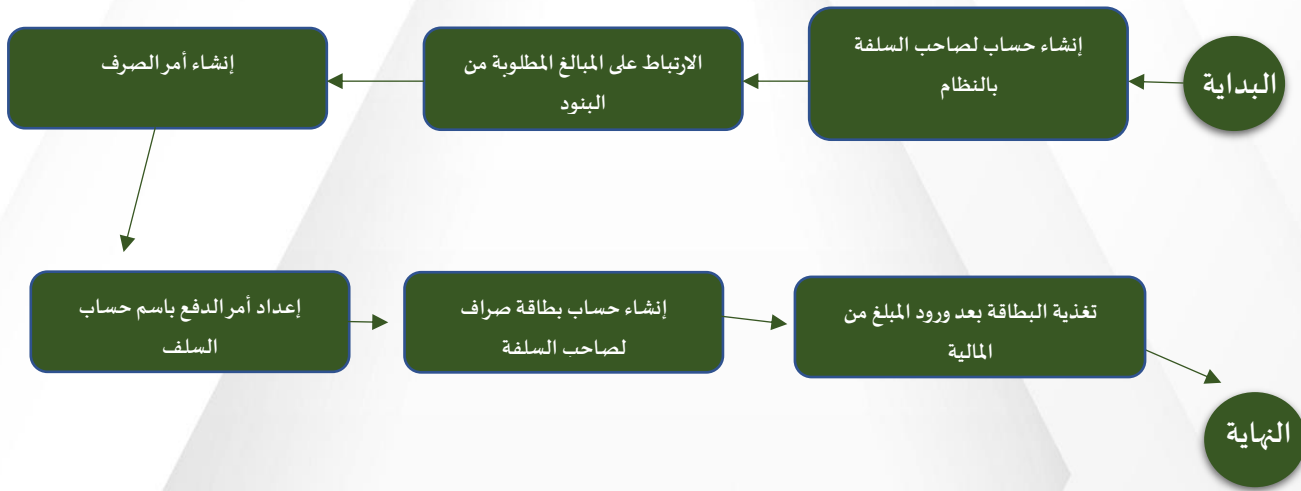 البداية
إنشاء حساب لصاحب السلفة
بالنظام
الارتباط على المبالغ المطلوبة من
البنود
إنشاء أمر الصرف
إعداد أمر الدفع باسم حساب
السلف
إنشاء حساب بطاقة صراف
لصاحب السلفة
تغذية البطاقة بعد ورود المبلغ من
المالية
النهاية